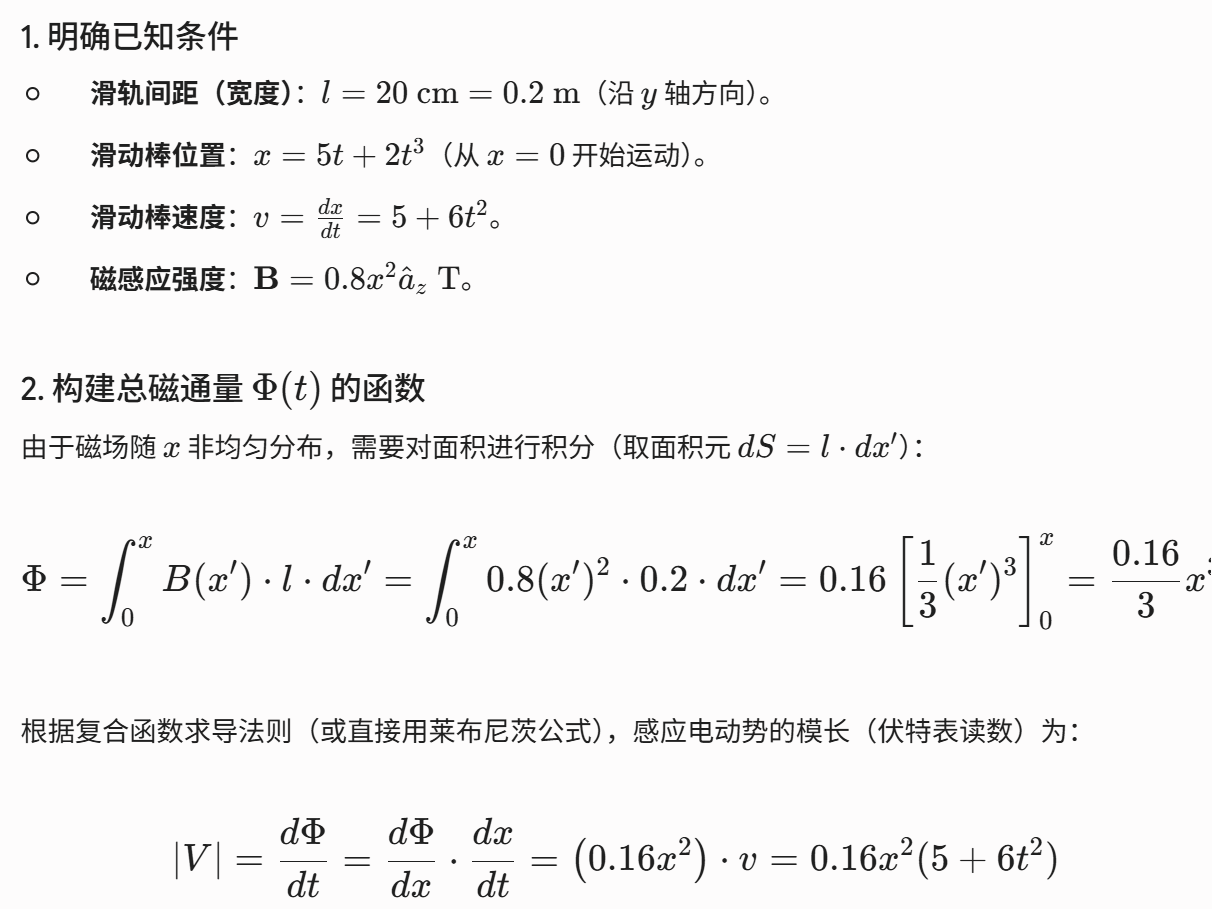 1. 明确已知条件
○ 滑轨间距（宽度）：l = 20 cm = 0.2 m（沿 y 轴方向）。
○ 滑动棒位置：x = 5t + 2t³（从 x = 0 开始运动）。
○ 滑动棒速度：v = dx/dt = 5 + 6t²。
○ 磁感应强度：B = 0.8x²â_z T。
2. 构建总磁通量 Φ(t) 的函数
由于磁场随 x 非均匀分布，需要对面积进行积分（取面积元 dS = l · dx′）：
Φ = ∫₀ˣ B(x′) · l · dx′ = ∫₀ˣ 0.8(x′)² · 0.2 · dx′ = 0.16 [1/3 (x′)³]₀ˣ = 0.16/3 x
根据复合函数求导法则（或直接用莱布尼茨公式），感应电动势的模长（伏特表读数）为：
|V| = dΦ/dt = dΦ/dx · dx/dt = (0.16x²) · v = 0.16x²(5 + 6t²)